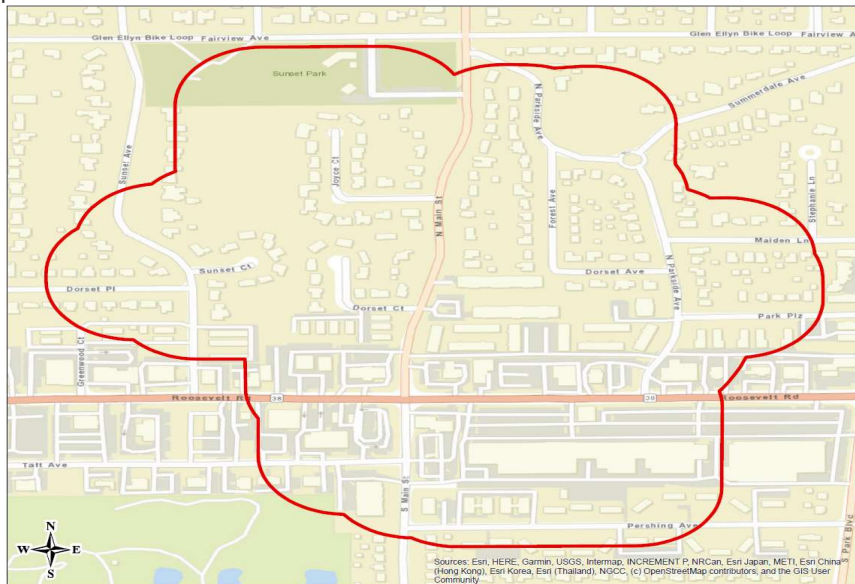 Glen Ellyn Bike Loop Fairview Ave
Glen Ellyn Bike Loop Fairview A
Sunset Park
N Parkside Ave
Summerdale Ave
Sunset Ave
Joyce Ct
Stephanie Ln
Forest Ave
N Main St
Maiden Ln
Sunset Ct
Dorset Ave
N Parkside Ave
Dorset Pl
Dorset Ct
Park Plz
Greenwood Ct
Roosevelt Rd
38
38
Roosevelt Rd
Taft Ave
S Main St
Pershing Ave
S Park Blvd
N
W E
S
Sources: Esri, HERE, Garmin, USGS, Intermap, INCREMENT P, NRCan, Esri Japan, METI, Esri China
(Hong Kong), Esri Korea, Esri (Thailand), NGCC, (c) OpenStreetMap contributors, and the GIS User
Community